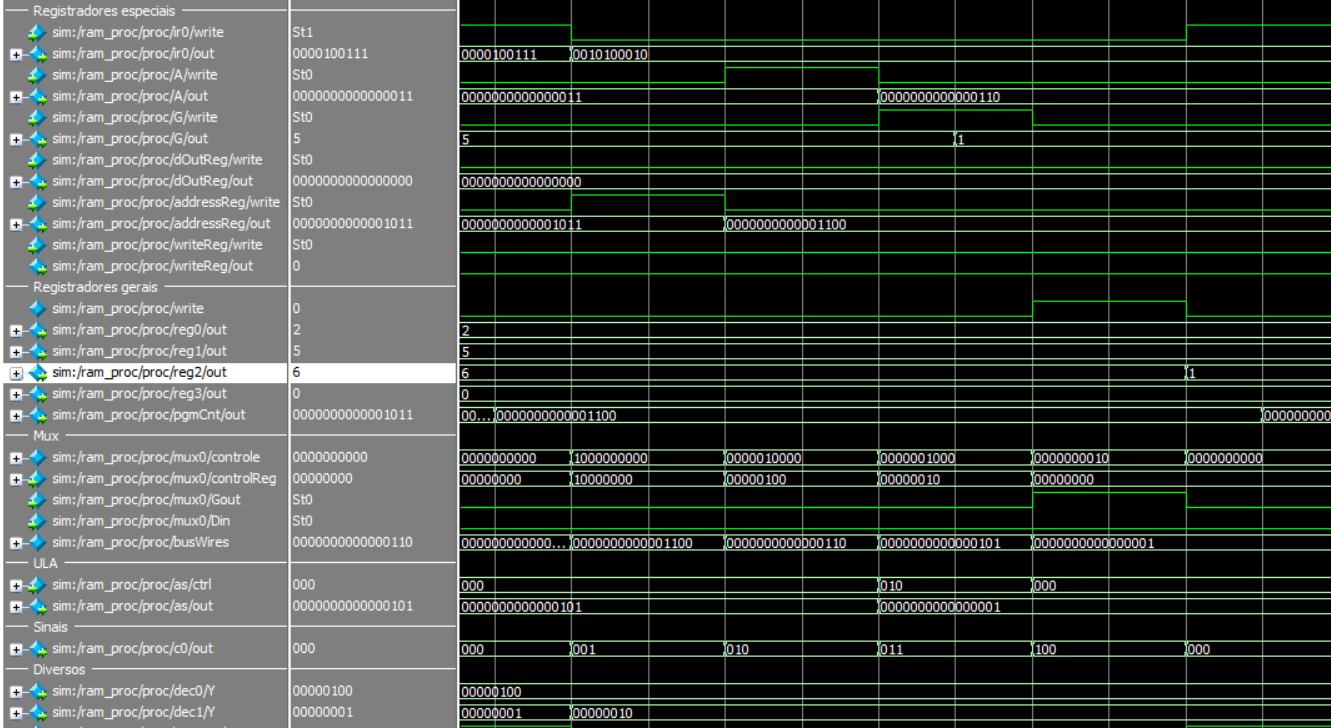 Registradores especiais
sim:/ram_proc/proc/ir0/write St1
sim:/ram_proc/proc/ir0/out 0000100111 0000100111 0010100010
sim:/ram_proc/proc/A/write St0
sim:/ram_proc/proc/A/out 0000000000000011 0000000000000011 0000000000000110
sim:/ram_proc/proc/G/write St0
sim:/ram_proc/proc/G/out 5 5 1
sim:/ram_proc/proc/dOutReg/write St0
sim:/ram_proc/proc/dOutReg/out 0000000000000000 0000000000000000
sim:/ram_proc/proc/addressReg/write St0
sim:/ram_proc/proc/addressReg/out 0000000000001011 0000000000001011 0000000000001100
sim:/ram_proc/proc/writeReg/write St0
sim:/ram_proc/proc/writeReg/out 0
Registradores gerais
sim:/ram_proc/proc/write 0
sim:/ram_proc/proc/reg0/out 2 2
sim:/ram_proc/proc/reg1/out 5 5
sim:/ram_proc/proc/reg2/out 6 6 1
sim:/ram_proc/proc/reg3/out 0 0
sim:/ram_proc/proc/pgmCnt/out 0000000000001011 00... 0000000000001100 000000000
Mux
sim:/ram_proc/proc/mux0/controle 0000000000 0000000000 1000000000 0000010000 0000001000 0000000010 0000000000
sim:/ram_proc/proc/mux0/controlReg 00000000 00000000 10000000 00000100 00000010 00000000
sim:/ram_proc/proc/mux0/Gout St0
sim:/ram_proc/proc/mux0/Din St0
sim:/ram_proc/proc/busWires 0000000000000110 000000000000... 0000000000001100 0000000000000110 0000000000000101 0000000000000001
ULA
sim:/ram_proc/proc/as/ctrl 000 000 010 000
sim:/ram_proc/proc/as/out 0000000000000101 0000000000000101 0000000000000001
Sinais
sim:/ram_proc/proc/c0/out 000 000 001 010 011 100 000
Diversos
sim:/ram_proc/proc/dec0/Y 00000100 00000100
sim:/ram_proc/proc/dec1/Y 00000001 00000001 00000010